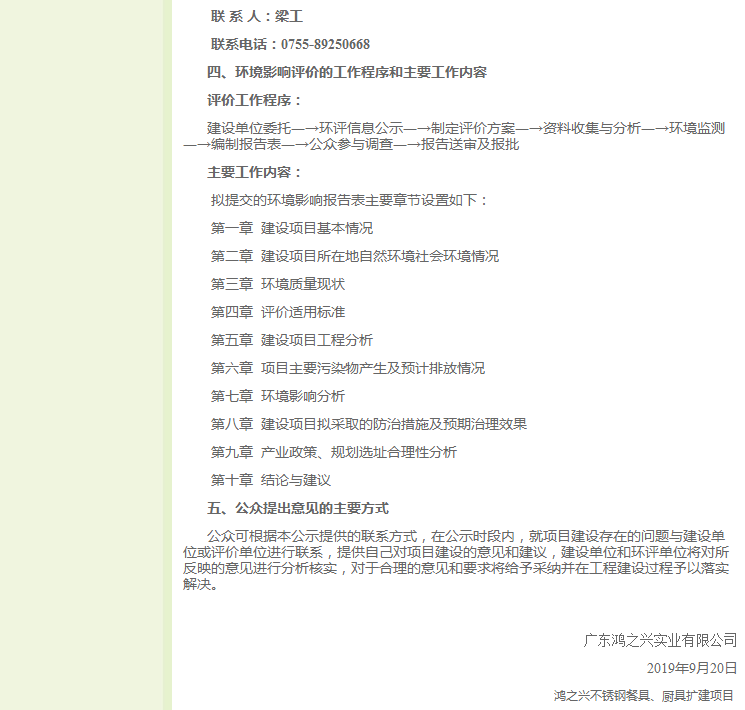 联 系 人：梁工
联系电话：0755-89250668
四、环境影响评价的工作程序和主要工作内容
评价工作程序：
建设单位委托—→环评信息公示—→制定评价方案—→资料收集与分析—→环境监测
—→编制报告表—→公众参与调查—→报告送审及报批
主要工作内容：
拟提交的环境影响报告表主要章节设置如下：
第一章 建设项目基本情况
第二章 建设项目所在地自然环境社会环境情况
第三章 环境质量现状
第四章 评价适用标准
第五章 建设项目工程分析
第六章 项目主要污染物产生及预计排放情况
第七章 环境影响分析
第八章 建设项目拟采取的防治措施及预期治理效果
第九章 产业政策、规划选址合理性分析
第十章 结论与建议
五、公众提出意见的主要方式
公众可根据本公示提供的联系方式，在公示时段内，就项目建设存在的问题与建设单
位或评价单位进行联系，提供自己对项目建设的意见和建议，建设单位和环评单位将对所
反映的意见进行分析核实，对于合理的意见和要求将给予采纳并在工程建设过程予以落实
解决。
广东鸿之兴实业有限公司
2019年9月20日
鸿之兴不锈钢餐具、厨具扩建项目